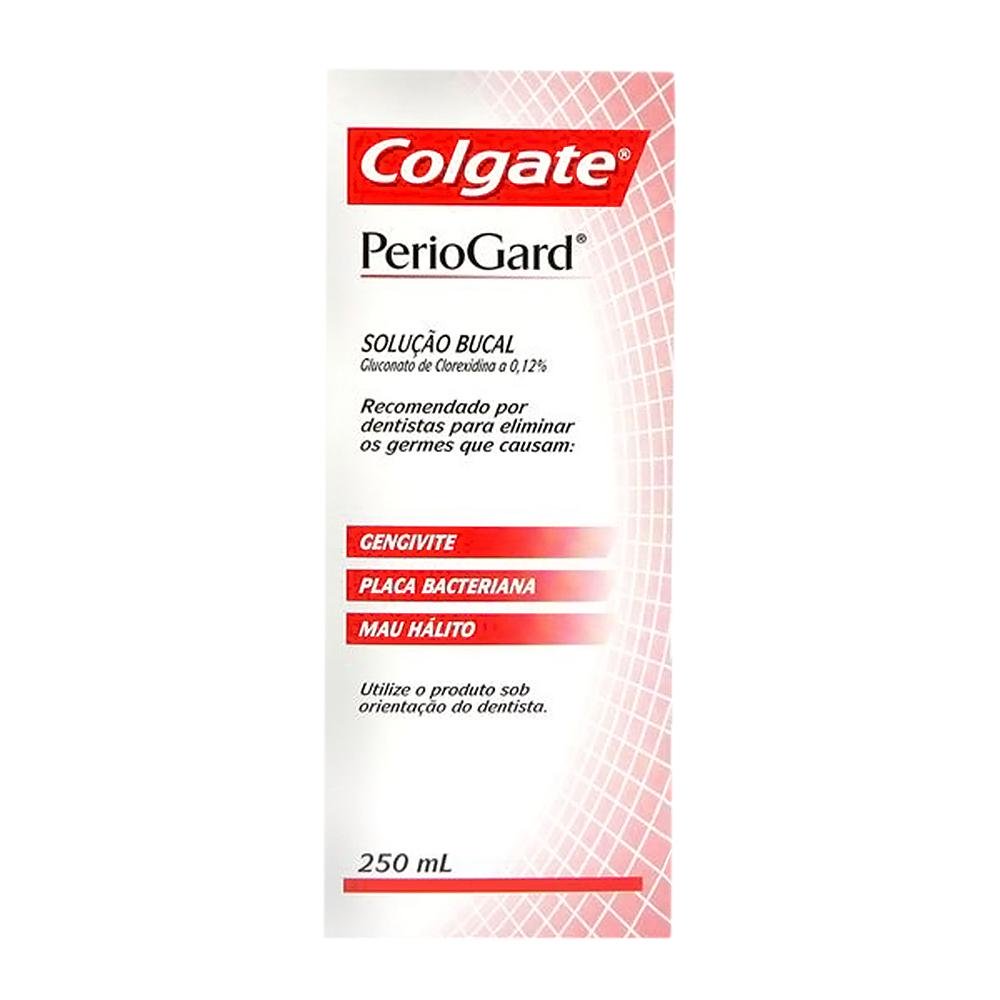 Colgate®
PerioGard®
SOLUÇÃO BUCAL
Gluconato de Clorexidina a 0,12%
Recomendado por
dentistas para eliminar
os germes que causam:
GENGIVITE
PLACA BACTERIANA
MAU HÁLITO
Utilize o produto sob
orientação do dentista.
250 mL